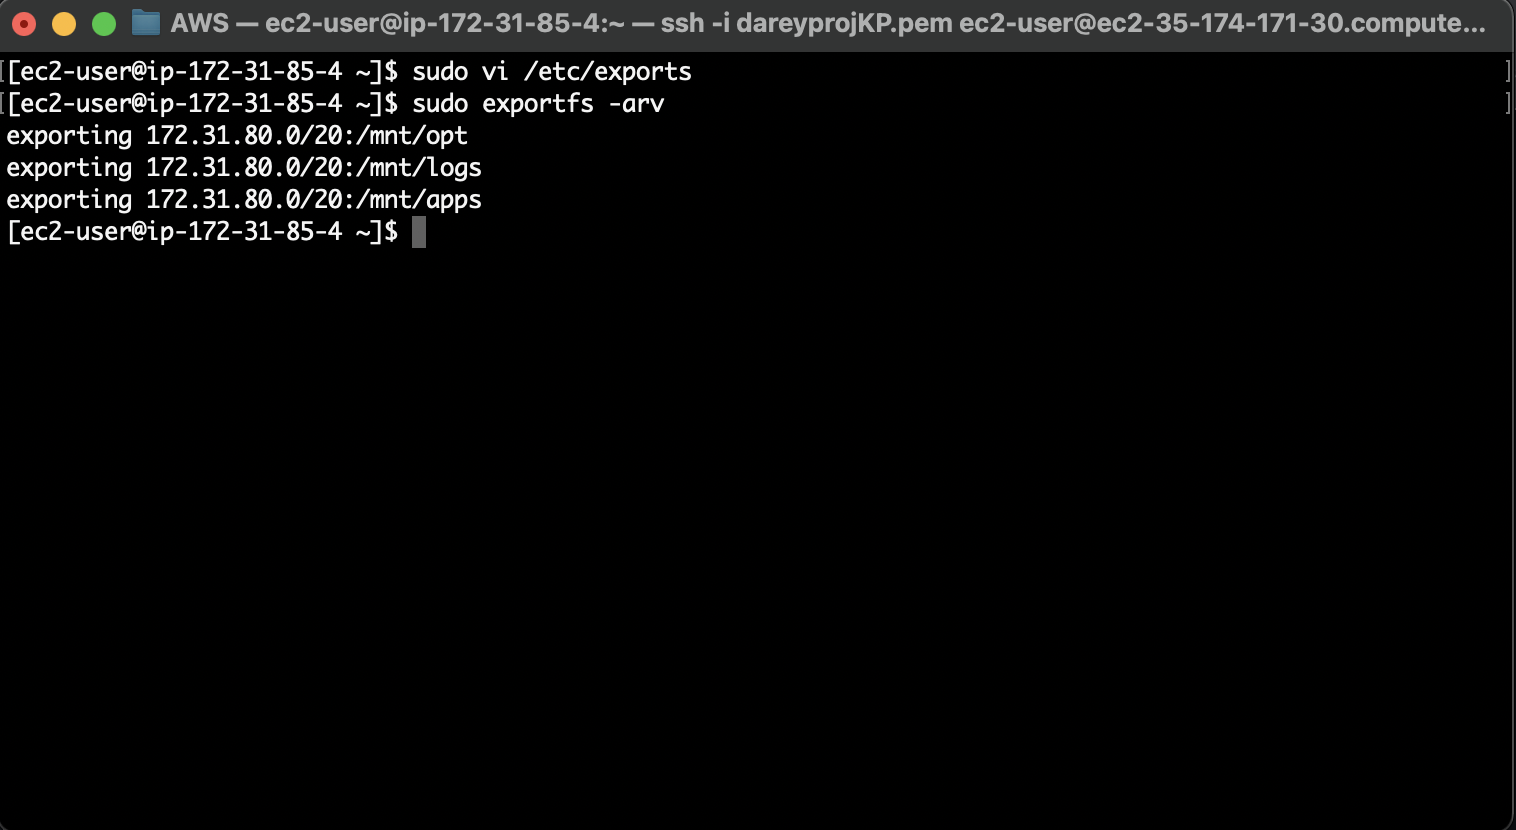 AWS — ec2-user@ip-172-31-85-4:~ — ssh -i dareyprojKP.pem ec2-user@ec2-35-174-171-30.compute...
[[ec2-user@ip-172-31-85-4 ~]$ sudo vi /etc/exports ]
[[ec2-user@ip-172-31-85-4 ~]$ sudo exportfs -arv ]
exporting 172.31.80.0/20:/mnt/opt
exporting 172.31.80.0/20:/mnt/logs
exporting 172.31.80.0/20:/mnt/apps
[ec2-user@ip-172-31-85-4 ~]$